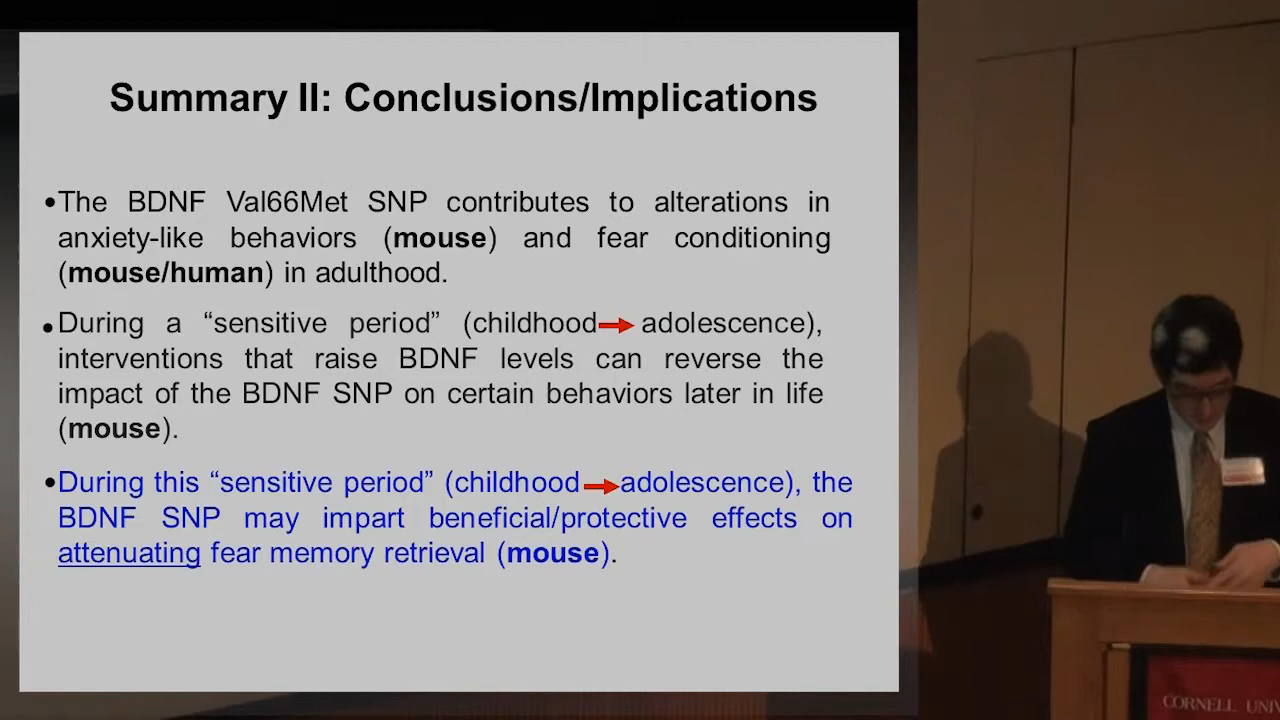 Summary II: Conclusions/Implications
•The BDNF Val66Met SNP contributes to alterations in
anxiety-like behaviors (mouse) and fear conditioning
(mouse/human) in adulthood.
•During a “sensitive period” (childhood→ adolescence),
interventions that raise BDNF levels can reverse the
impact of the BDNF SNP on certain behaviors later in life
(mouse).
•During this “sensitive period” (childhood→adolescence), the
BDNF SNP may impart beneficial/protective effects on
attenuating fear memory retrieval (mouse).
CORNELL UNIV